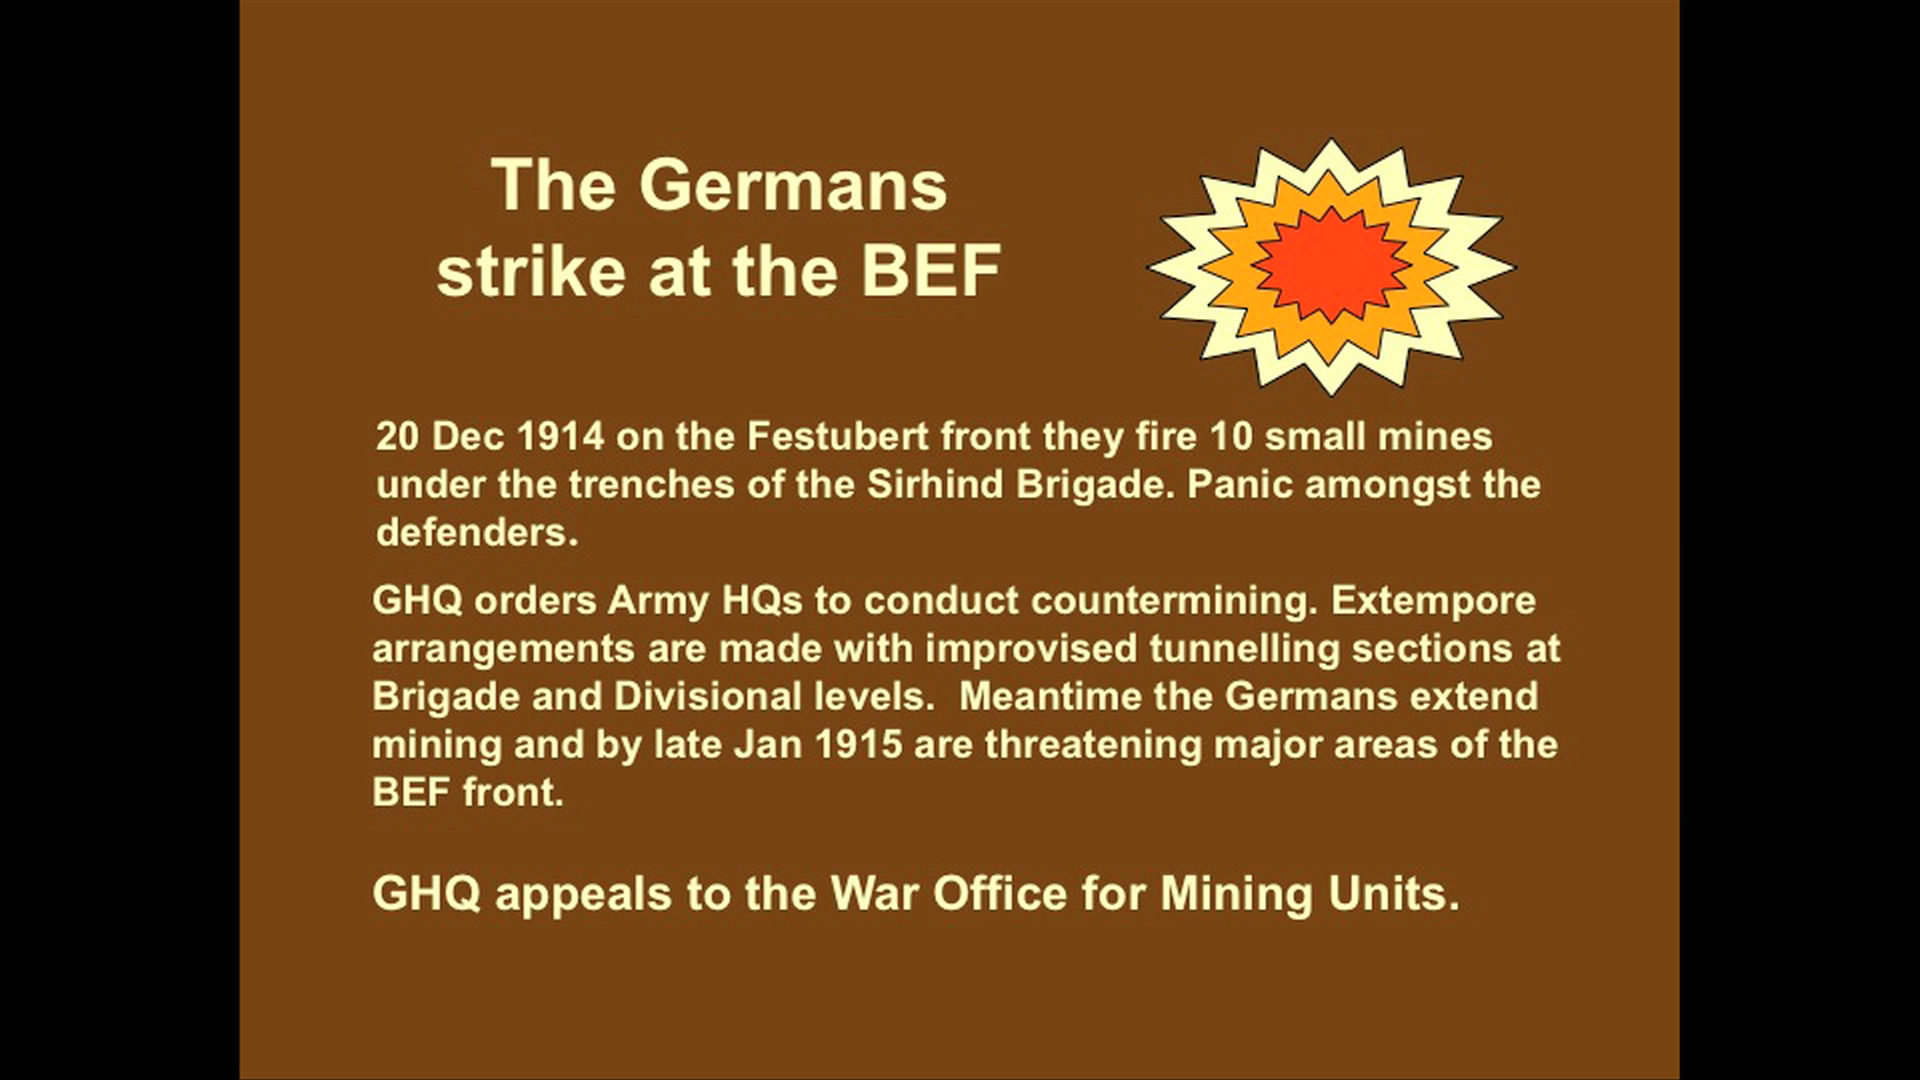 The Germans
strike at the BEF
20 Dec 1914 on the Festubert front they fire 10 small mines
under the trenches of the Sirhind Brigade. Panic amongst the
defenders.
GHQ orders Army HQs to conduct countermining. Extempore
arrangements are made with improvised tunnelling sections at
Brigade and Divisional levels.  Meantime the Germans extend
mining and by late Jan 1915 are threatening major areas of the
BEF front.
GHQ appeals to the War Office for Mining Units.